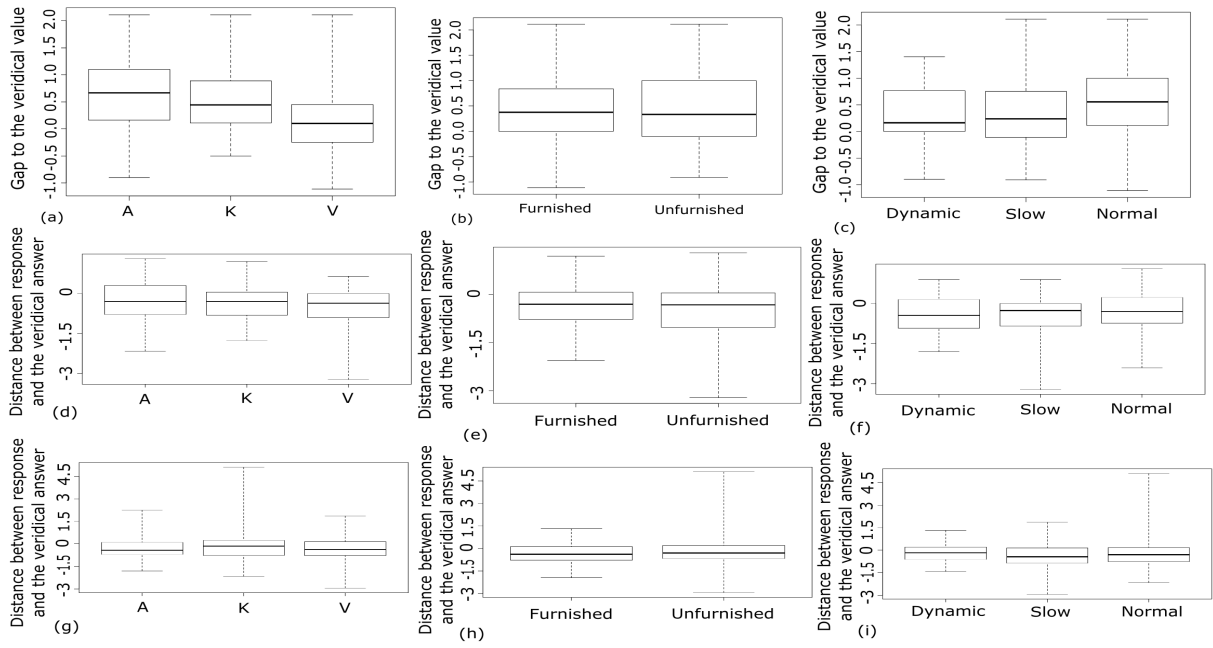 Gap to the veridical value
-1.0 -0.5 0.0 0.5 1.0 1.5 2.0
A K V
(a)
Gap to the veridical value
-1.0 -0.5 0.0 0.5 1.0 1.5 2.0
Furnished Unfurnished
(b)
Gap to the veridical value
-1.0 -0.5 0.0 0.5 1.0 1.5 2.0
Dynamic Slow Normal
(c)
Distance between response
and the veridical answer
-3 -1.5 0
A K V
(d)
Distance between response
and the veridical answer
-3 -1.5 0
Furnished Unfurnished
(e)
Distance between response
and the veridical answer
-3 -1.5 0
Dynamic Slow Normal
(f)
Distance between response
and the veridical answer
-3 -1.5 0 1.5 3 4.5
A K V
(g)
Distance between response
and the veridical answer
-3 -1.5 0 1.5 3 4.5
Furnished Unfurnished
(h)
Distance between response
and the veridical answer
-3 -1.5 0 1.5 3 4.5
Dynamic Slow Normal
(i)